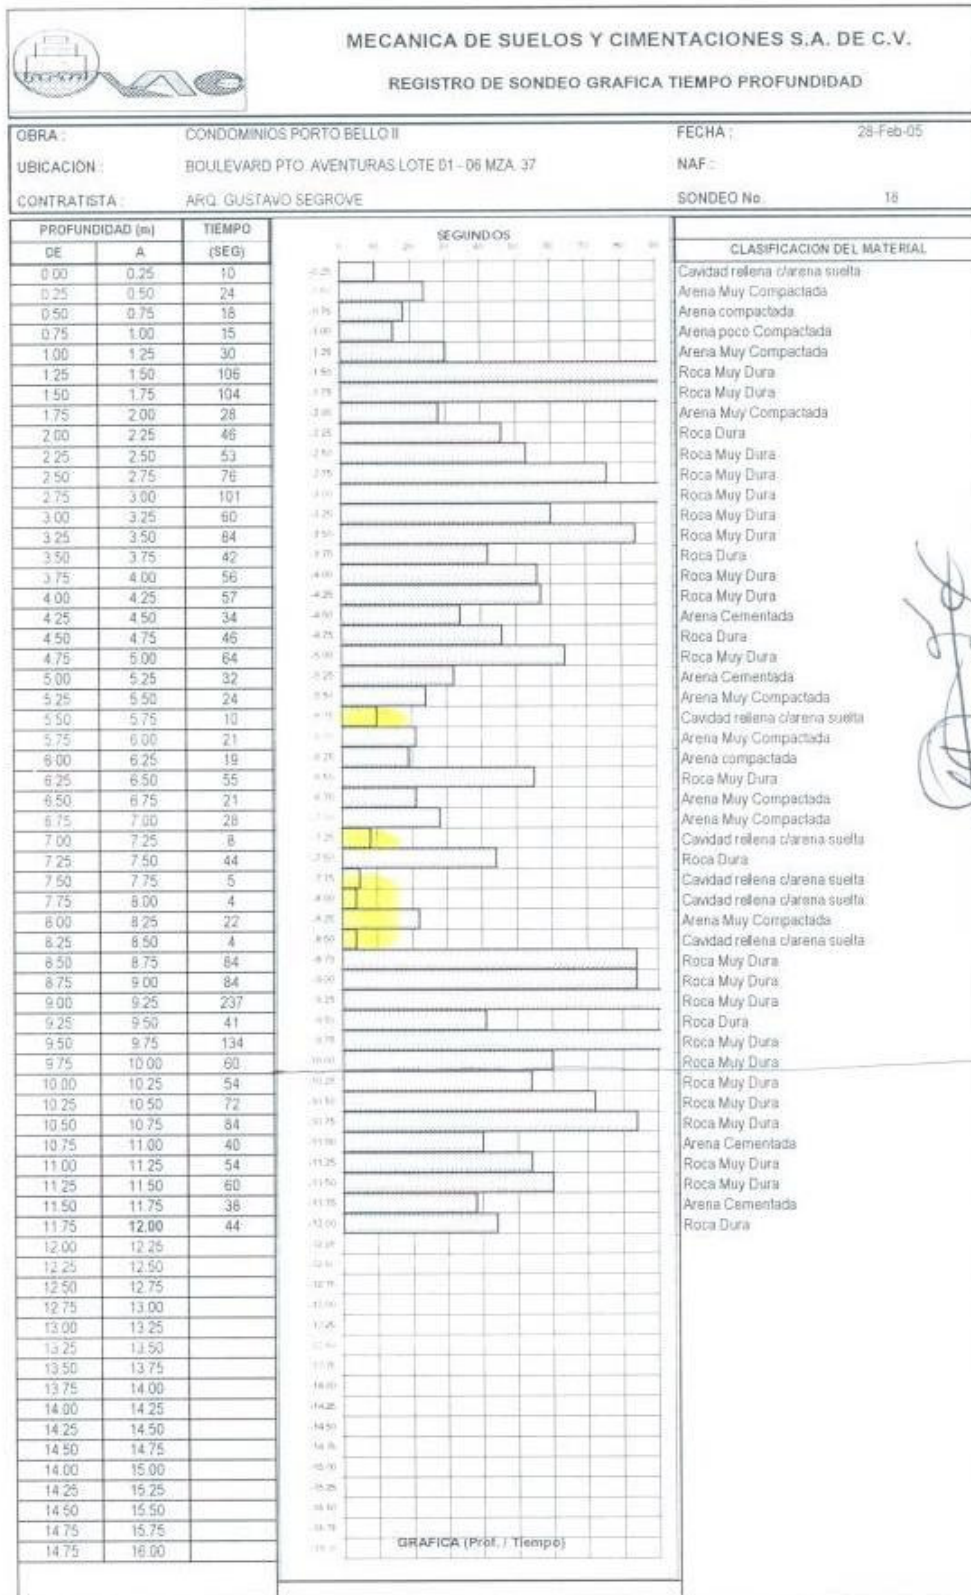 MECANICA DE SUELOS Y CIMENTACIONES S.A. DE C.V.
REGISTRO DE SONDEO GRAFICA TIEMPO PROFUNDIDAD
OBRA : CONDOMINIOS PORTO BELLO II FECHA : 28-Feb-05
UBICACIÓN : BOULEVARD PTO. AVENTURAS LOTE 01 - 06 MZA. 37 NAF :
CONTRATISTA : ARQ. GUSTAVO SEGROVE SONDEO No. 16
PROFUNDIDAD (m) TIEMPO SEGUNDOS
DE A (SEG) CLASIFICACION DEL MATERIAL
0.00 0.25 10 Cavidad rellena c/arena suelta
0.25 0.50 24 Arena Muy Compactada
0.50 0.75 18 Arena compactada
0.75 1.00 15 Arena poco Compactada
1.00 1.25 30 Arena Muy Compactada
1.25 1.50 106 Roca Muy Dura
1.50 1.75 104 Roca Muy Dura
1.75 2.00 28 Arena Muy Compactada
2.00 2.25 46 Roca Dura
2.25 2.50 53 Roca Muy Dura
2.50 2.75 76 Roca Muy Dura
2.75 3.00 101 Roca Muy Dura
3.00 3.25 60 Roca Muy Dura
3.25 3.50 84 Roca Muy Dura
3.50 3.75 42 Roca Dura
3.75 4.00 56 Roca Muy Dura
4.00 4.25 57 Roca Muy Dura
4.25 4.50 34 Arena Cementada
4.50 4.75 46 Roca Dura
4.75 5.00 64 Roca Muy Dura
5.00 5.25 32 Arena Cementada
5.25 5.50 24 Arena Muy Compactada
5.50 5.75 10 Cavidad rellena c/arena suelta
5.75 6.00 21 Arena Muy Compactada
6.00 6.25 19 Arena compactada
6.25 6.50 55 Roca Muy Dura
6.50 6.75 21 Arena Muy Compactada
6.75 7.00 28 Arena Muy Compactada
7.00 7.25 8 Cavidad rellena c/arena suelta
7.25 7.50 44 Roca Dura
7.50 7.75 5 Cavidad rellena c/arena suelta
7.75 8.00 4 Cavidad rellena c/arena suelta
8.00 8.25 22 Arena Muy Compactada
8.25 8.50 4 Cavidad rellena c/arena suelta
8.50 8.75 84 Roca Muy Dura
8.75 9.00 84 Roca Muy Dura
9.00 9.25 237 Roca Muy Dura
9.25 9.50 41 Roca Dura
9.50 9.75 134 Roca Muy Dura
9.75 10.00 60 Roca Muy Dura
10.00 10.25 54 Roca Muy Dura
10.25 10.50 72 Roca Muy Dura
10.50 10.75 84 Roca Muy Dura
10.75 11.00 40 Arena Cementada
11.00 11.25 54 Roca Muy Dura
11.25 11.50 60 Roca Muy Dura
11.50 11.75 38 Arena Cementada
11.75 12.00 44 Roca Dura
12.00 12.25
12.25 12.50
12.50 12.75
12.75 13.00
13.00 13.25
13.25 13.50
13.50 13.75
13.75 14.00
14.00 14.25
14.25 14.50
14.50 14.75
14.00 15.00
14.25 15.25
14.50 15.50
14.75 15.75
14.75 16.00
GRAFICA (Prof. / Tiempo)